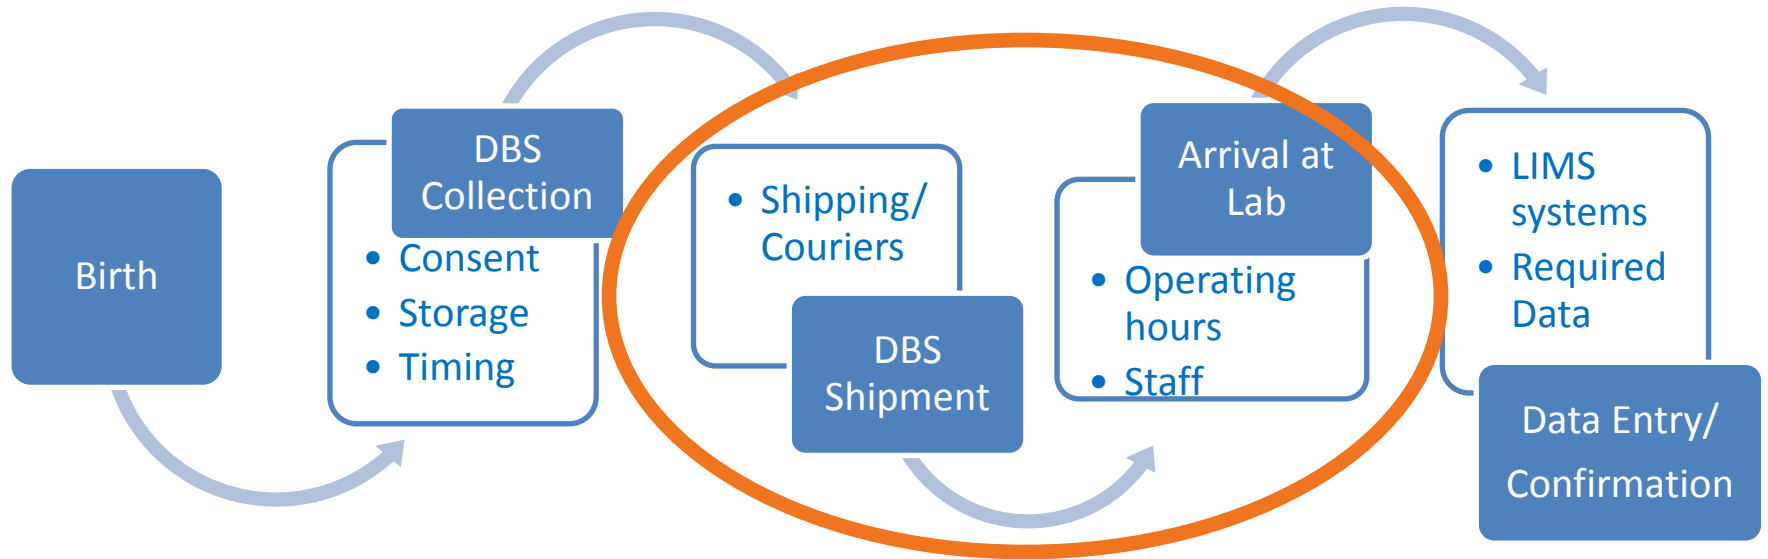 Birth
DBS
Collection
• Consent
• Storage
• Timing
• Shipping/
Couriers
DBS
Shipment
Arrival at
Lab
• Operating
hours
• Staff
• LIMS
systems
• Required
Data
Data Entry/
Confirmation